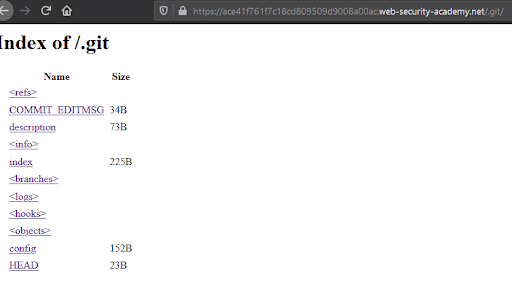 https://ace41f761f7c18cd809509d9008a00ac.web-security-academy.net/.git/
Index of /.git
Name Size
<refs>
COMMIT_EDITMSG 34B
description 73B
<info>
index 225B
<branches>
<logs>
<hooks>
<objects>
config 152B
HEAD 23B